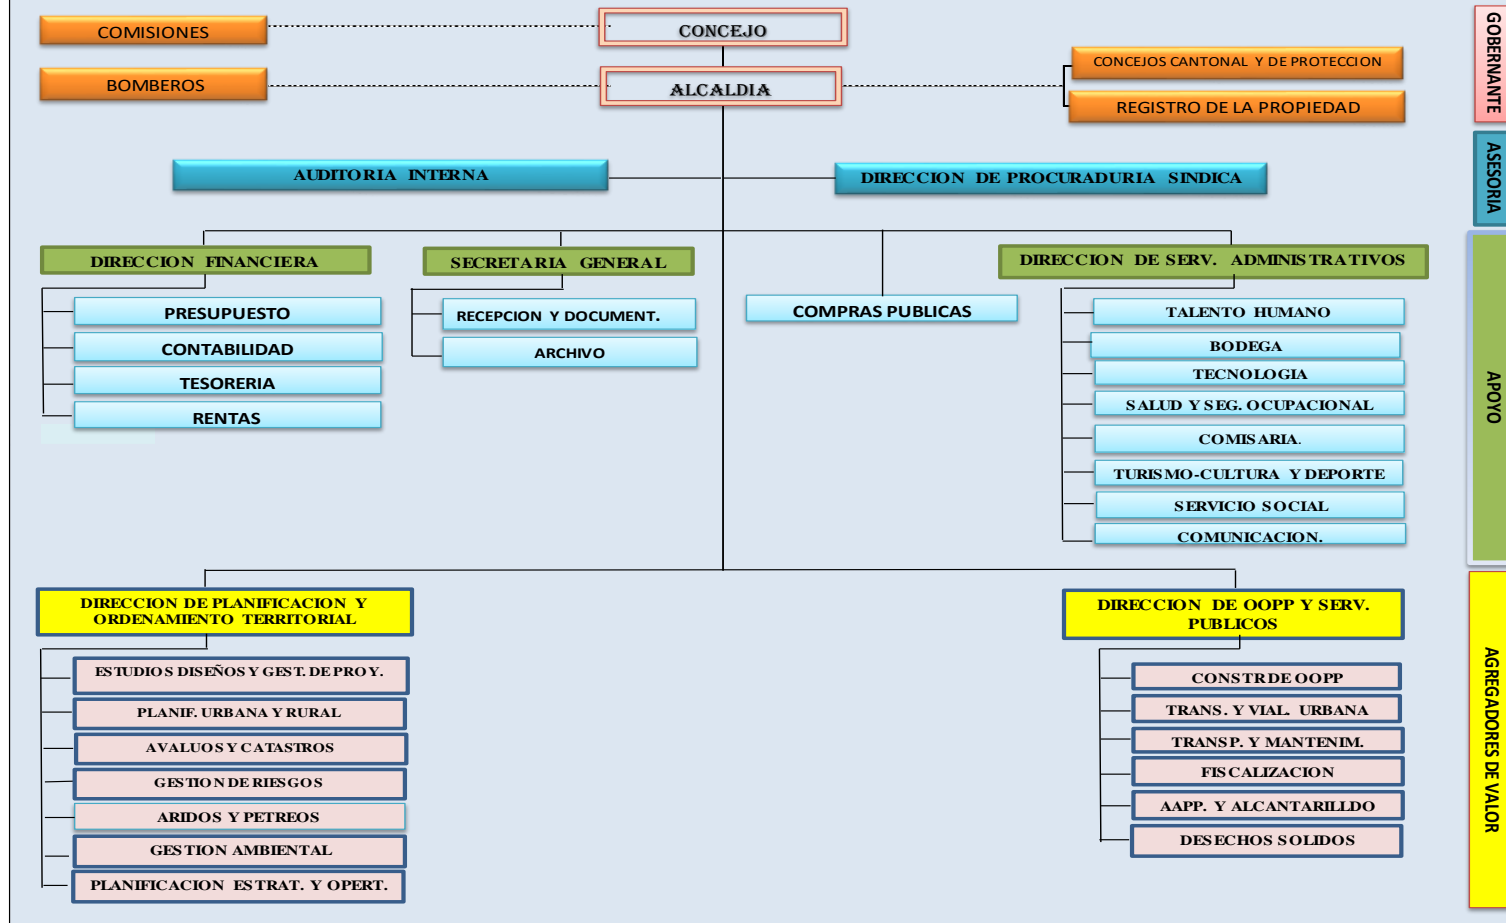 COMISIONES
CONCEJO
BOMBEROS
ALCALDIA
CONCEJOS CANTONAL Y DE PROTECCION
REGISTRO DE LA PROPIEDAD
GOBERNANTE
AUDITORIA INTERNA
DIRECCION DE PROCURADURIA SINDICA
ASESORIA
DIRECCION FINANCIERA
PRESUPUESTO
CONTABILIDAD
TESORERIA
RENTAS
SECRETARIA GENERAL
RECEPCION Y DOCUMENT.
ARCHIVO
COMPRAS PUBLICAS
DIRECCION DE SERV. ADMINISTRATIVOS
TALENTO HUMANO
BODEGA
TECNOLOGIA
SALUD Y SEG. OCUPACIONAL
COMISARIA.
TURISMO-CULTURA Y DEPORTE
SERVICIO SOCIAL
COMUNICACION.
APOYO
DIRECCION DE PLANIFICACION Y
ORDENAMIENTO TERRITORIAL
ESTUDIOS DISEÑOS Y GEST. DE PROY.
PLANIF. URBANA Y RURAL
AVALUOS Y CATASTROS
GESTION DE RIESGOS
ARIDOS Y PETREOS
GESTION AMBIENTAL
PLANIFICACION ESTRAT. Y OPERT.
DIRECCION DE OOPP Y SERV.
PUBLICOS
CONSTR DE OOPP
TRANS. Y VIAL. URBANA
TRANSP. Y MANTENIM.
FISCALIZACION
AAPP. Y ALCANTARILLDO
DESECHOS SOLIDOS
AGREGADORES DE VALOR